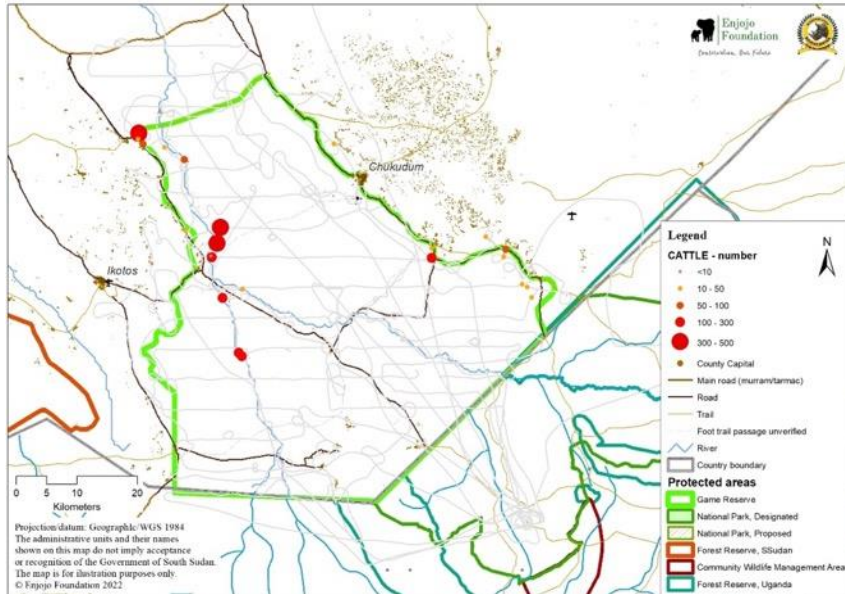 Enjojo
Foundation
Conservation, Our Future
Chukudum
Ikotos
Legend
N
CATTLE - number
<10
10 - 50
50 - 100
100 - 300
300 - 500
County Capital
Main road (murram/tarmac)
Road
Trail
Foot trail passage unverified
River
Country boundary
Protected areas
Game Reserve
National Park, Designated
National Park, Proposed
Forest Reserve, SSudan
Community Wildlife Management Area
Forest Reserve, Uganda
0 5 10 20
Kilometers
Projection/datum: Geographic/WGS 1984
The administrative units and their names
shown on this map do not imply acceptance
or recognition of the Government of South Sudan.
The map is for ilustration purposes only.
© Enjojo Foundation 2022